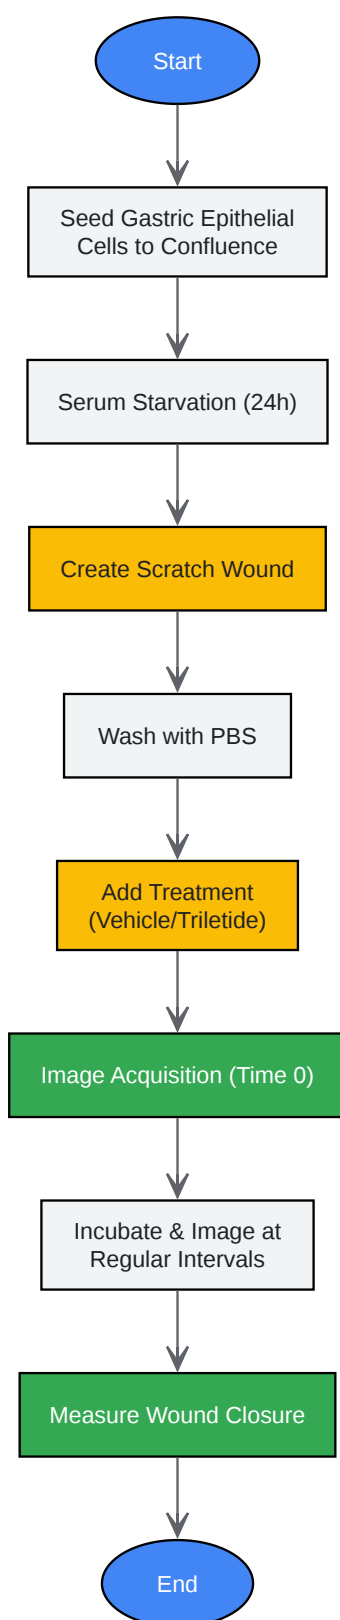 Start
Seed Gastric Epithelial
Cells to Confluence
Serum Starvation (24h)
Create Scratch Wound
Wash with PBS
Add Treatment
(Vehicle/Triletide)
Image Acquisition (Time 0)
Incubate & Image at
Regular Intervals
Measure Wound Closure
End